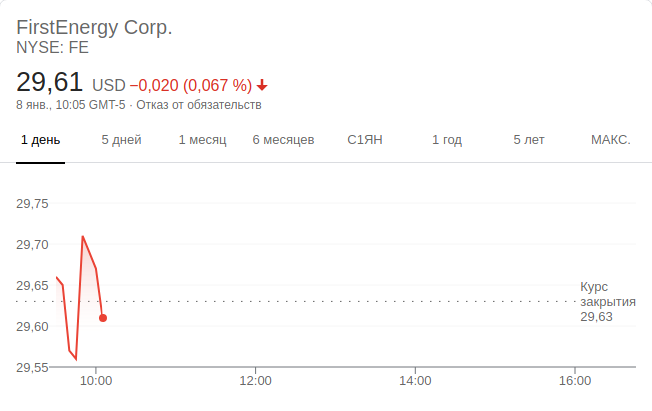 FirstEnergy Corp.
NYSE: FE
29,61 USD −0,020 (0,067 %)
8 янв., 10:05 GMT-5 · Отказ от обязательств
1 день 5 дней 1 месяц 6 месяцев С1ЯН 1 год 5 лет МАКС.
29,75
29,70
29,65
29,60
29,55
Курс
закрытия
29,63
10:00 12:00 14:00 16:00